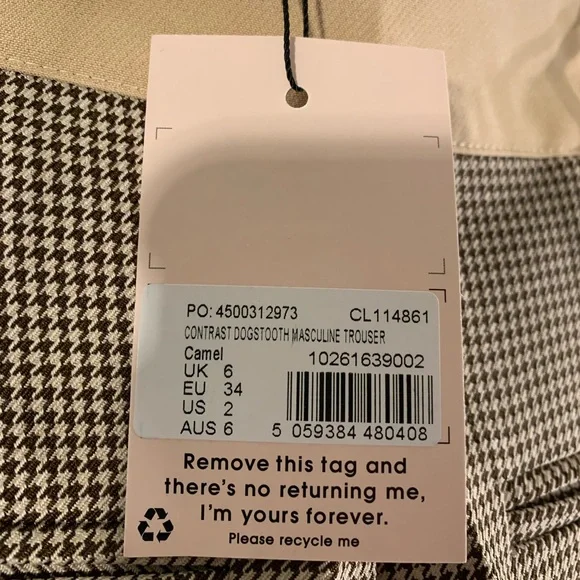 PO: 4500312973 CL114861
CONTRAST DOGSTOOTH MASCULINE TROUSER
Camel 10261639002
UK 6
EU 34
US 2
AUS 6 5 059384 480408
Remove this tag and
there's no returning me,
I'm yours forever.
Please recycle me